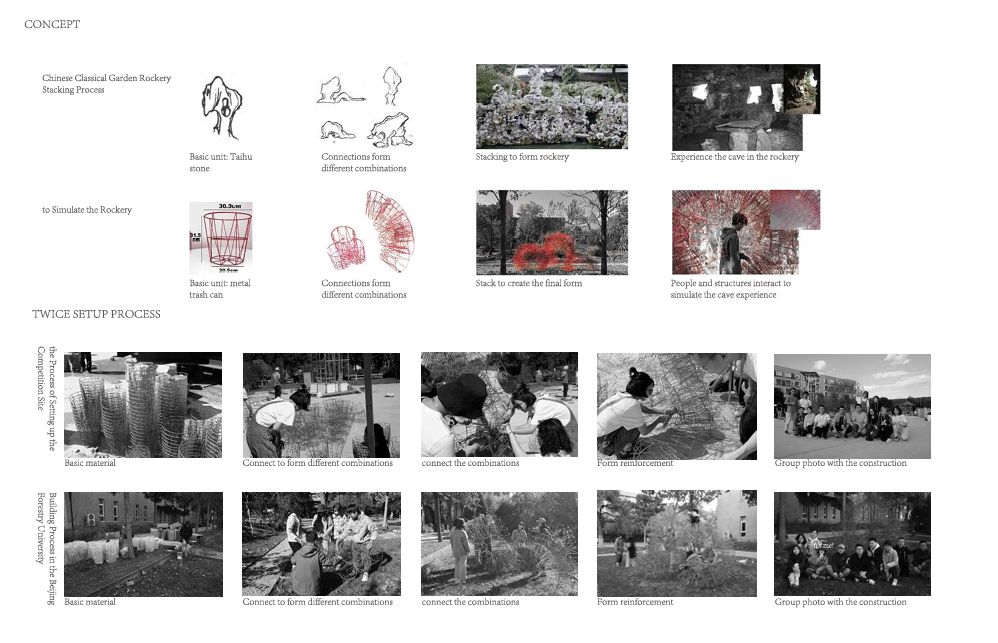 CONCEPT
Chinese Classical Garden Rockery
Stacking Process
Basic unit: Taihu
stone
Connections form
different combinations
Stacking to form rockery
Experience the cave in the rockery
to Simulate the Rockery
30.5cm
31.5
cm
20.5cm
Basic unit: metal
trash can
Connections form
different combinations
Stack to create the final form
People and structures interact to
simulate the cave experience
TWICE SETUP PROCESS
the Process of Setting up the
Competition Site
Basic material
Connect to form different combinations
connect the combinations
Form reinforcement
Group photo with the construction
Building Process in the Beijing
Forestry University
it's me!
Basic material
Connect to form different combinations
connect the combinations
Form reinforcement
Group photo with the construction